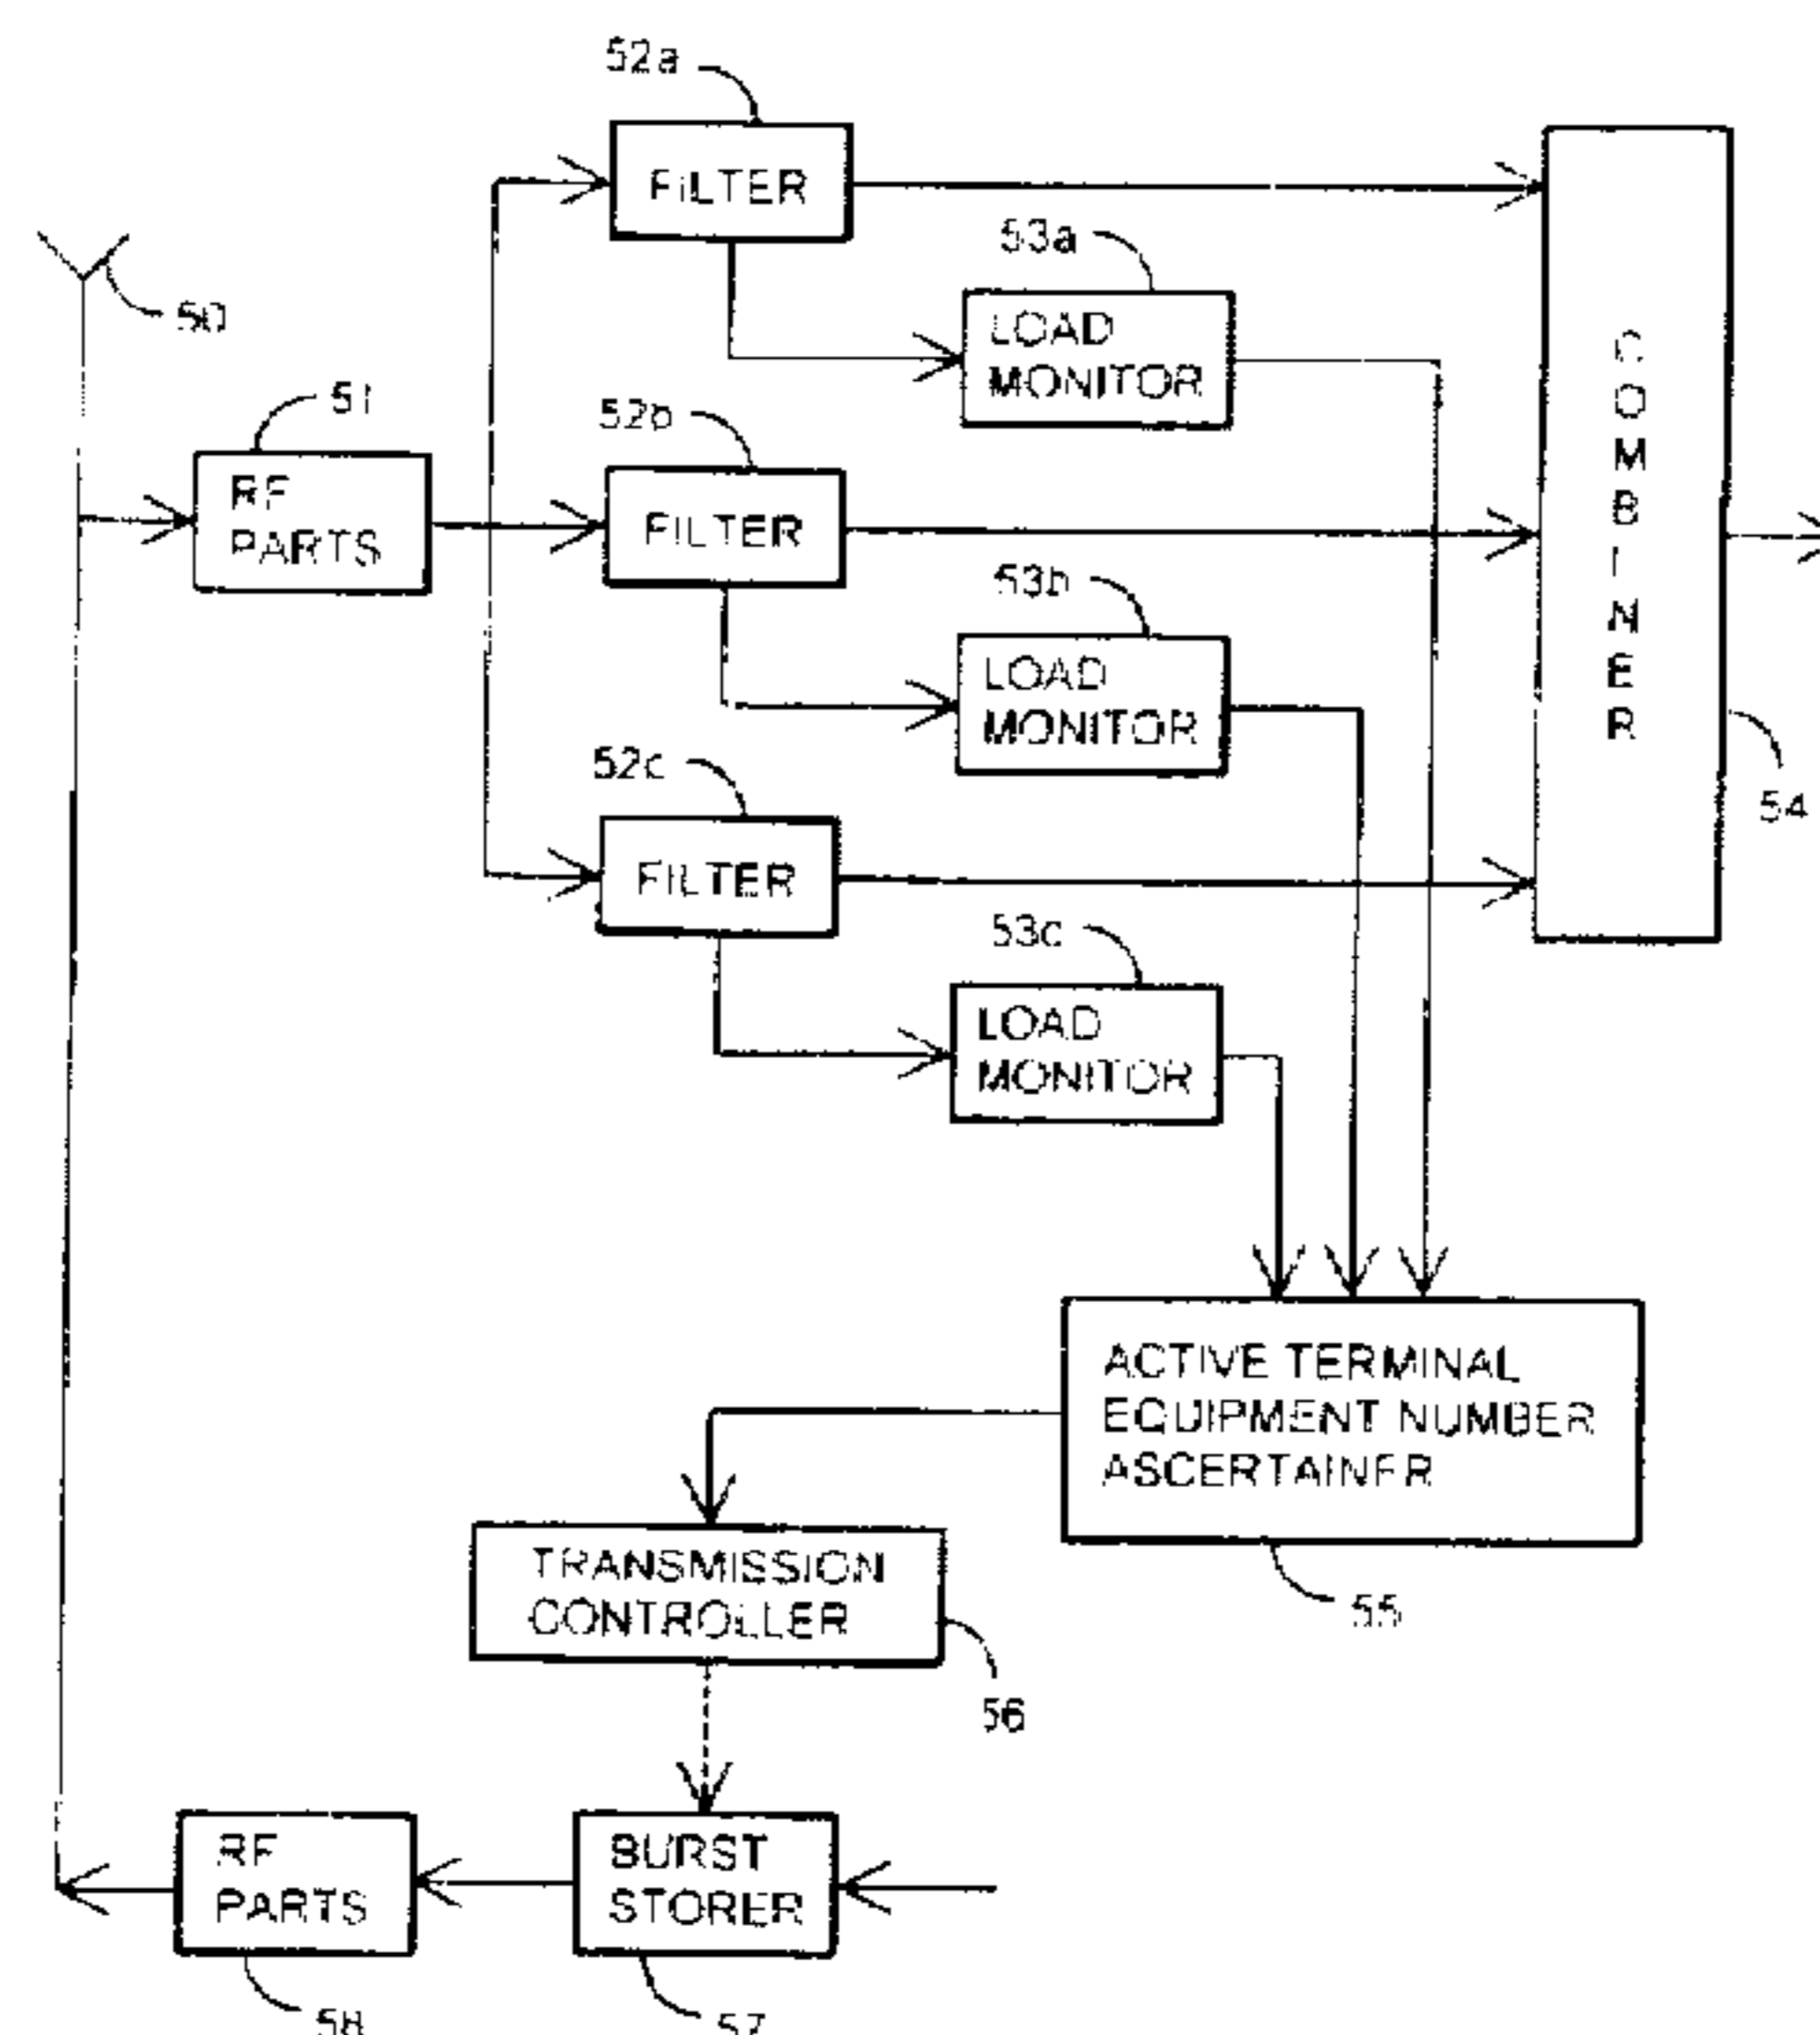 52a
FILTER
53a
50
LOAD
MONITOR
51
52b
RF
PARTS
FILTER
COMBINER
53b
LOAD
MONITOR
52c
54
FILTER
53c
LOAD
MONITOR
ACTIVE TERMINAL
EQUIPMENT NUMBER
ASCERTAINER
TRANSMISSION
CONTROLLER
55
56
RF
PARTS
BURST
STORER
58
57